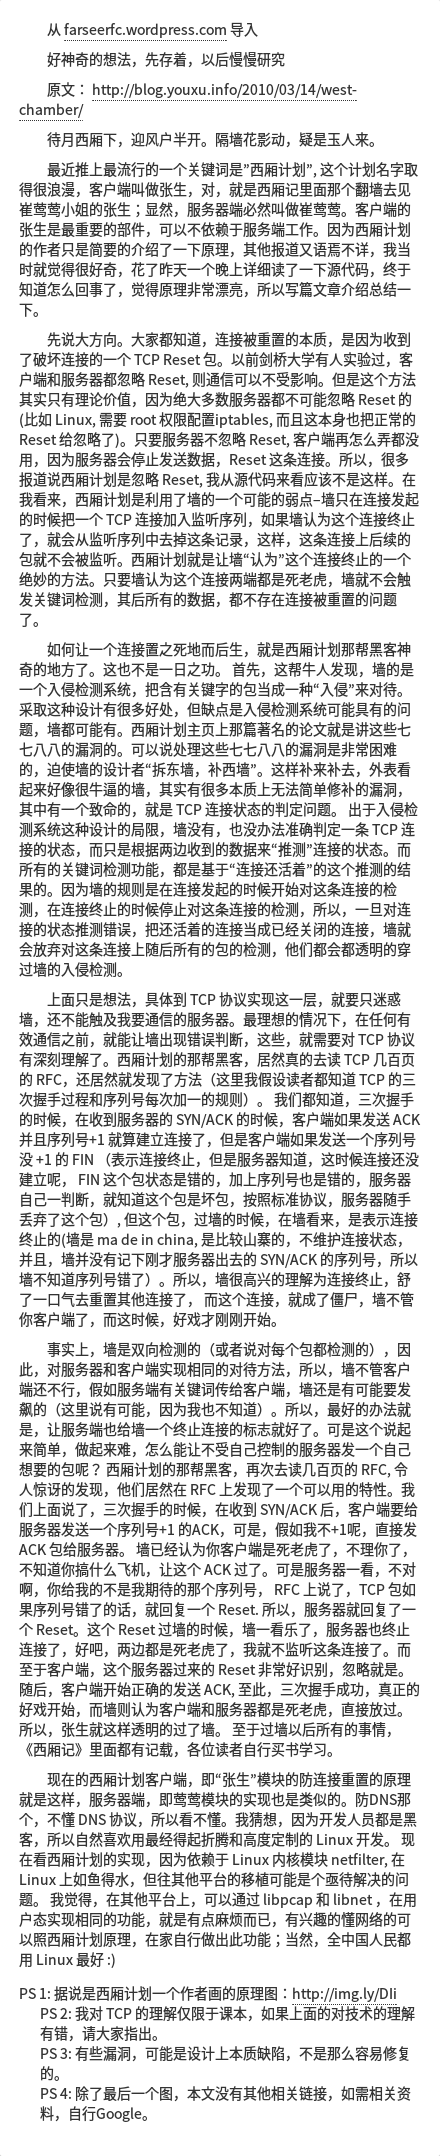 从 farseerfc.wordpress.com 导入
好神奇的想法，先存着，以后慢慢研究
原文： http://blog.youxu.info/2010/03/14/west-
chamber/
待月西厢下，迎风户半开。隔墙花影动，疑是玉人来。
最近推上最流行的一个关键词是”西厢计划”, 这个计划名字取
得很浪漫，客户端叫做张生，对，就是西厢记里面那个翻墙去见
崔莺莺小姐的张生；显然，服务器端必然叫做崔莺莺。客户端的
张生是最重要的部件，可以不依赖于服务端工作。因为西厢计划
的作者只是简要的介绍了一下原理，其他报道又语焉不详，我当
时就觉得很好奇，花了昨天一个晚上详细读了一下源代码，终于
知道怎么回事了，觉得原理非常漂亮，所以写篇文章介绍总结一
下。
先说大方向。大家都知道，连接被重置的本质，是因为收到
了破坏连接的一个 TCP Reset 包。以前剑桥大学有人实验过，客
户端和服务器都忽略 Reset, 则通信可以不受影响。但是这个方法
其实只有理论价值，因为绝大多数服务器都不可能忽略 Reset 的
(比如 Linux, 需要 root 权限配置iptables, 而且这本身也把正常的
Reset 给忽略了)。只要服务器不忽略 Reset, 客户端再怎么弄都没
用，因为服务器会停止发送数据，Reset 这条连接。所以，很多
报道说西厢计划是忽略 Reset, 我从源代码来看应该不是这样。在
我看来，西厢计划是利用了墙的一个可能的弱点–墙只在连接发起
的时候把一个 TCP 连接加入监听序列，如果墙认为这个连接终止
了，就会从监听序列中去掉这条记录，这样，这条连接上后续的
包就不会被监听。西厢计划就是让墙“认为”这个连接终止的一个
绝妙的方法。只要墙认为这个连接两端都是死老虎，墙就不会触
发关键词检测，其后所有的数据，都不存在连接被重置的问题
了。
如何让一个连接置之死地而后生，就是西厢计划那帮黑客神
奇的地方了。这也不是一日之功。 首先，这帮牛人发现，墙的是
一个入侵检测系统，把含有关键字的包当成一种“入侵”来对待。
采取这种设计有很多好处，但缺点是入侵检测系统可能具有的问
题，墙都可能有。西厢计划主页上那篇著名的论文就是讲这些七
七八八的漏洞的。可以说处理这些七七八八的漏洞是非常困难
的，迫使墙的设计者“拆东墙，补西墙”。这样补来补去，外表看
起来好像很牛逼的墙，其实有很多本质上无法简单修补的漏洞，
其中有一个致命的，就是 TCP 连接状态的判定问题。 出于入侵检
测系统这种设计的局限，墙没有，也没办法准确判定一条 TCP 连
接的状态，而只是根据两边收到的数据来“推测”连接的状态。而
所有的关键词检测功能，都是基于“连接还活着”的这个推测的结
果的。因为墙的规则是在连接发起的时候开始对这条连接的检
测，在连接终止的时候停止对这条连接的检测，所以，一旦对连
接的状态推测错误，把还活着的连接当成已经关闭的连接，墙就
会放弃对这条连接上随后所有的包的检测，他们都会都透明的穿
过墙的入侵检测。
上面只是想法，具体到 TCP 协议实现这一层，就要只迷惑
墙，还不能触及我要通信的服务器。最理想的情况下，在任何有
效通信之前，就能让墙出现错误判断，这些，就需要对 TCP 协议
有深刻理解了。西厢计划的那帮黑客，居然真的去读 TCP 几百页
的 RFC，还居然就发现了方法（这里我假设读者都知道 TCP 的三
次握手过程和序列号每次加一的规则）。 我们都知道，三次握手
的时候，在收到服务器的 SYN/ACK 的时候，客户端如果发送 ACK
并且序列号+1 就算建立连接了，但是客户端如果发送一个序列号
没 +1 的 FIN （表示连接终止，但是服务器知道，这时候连接还没
建立呢， FIN 这个包状态是错的，加上序列号也是错的，服务器
自己一判断，就知道这个包是坏包，按照标准协议，服务器随手
丢弃了这个包）, 但这个包，过墙的时候，在墙看来，是表示连接
终止的(墙是 ma de in china, 是比较山寨的，不维护连接状态，
并且，墙并没有记下刚才服务器出去的 SYN/ACK 的序列号，所以
墙不知道序列号错了）。所以，墙很高兴的理解为连接终止，舒
了一口气去重置其他连接了， 而这个连接，就成了僵尸，墙不管
你客户端了，而这时候，好戏才刚刚开始。
事实上，墙是双向检测的（或者说对每个包都检测的），因
此，对服务器和客户端实现相同的对待方法，所以，墙不管客户
端还不行，假如服务端有关键词传给客户端，墙还是有可能要发
飙的（这里说有可能，因为我也不知道）。所以，最好的办法就
是，让服务端也给墙一个终止连接的标志就好了。可是这个说起
来简单，做起来难，怎么能让不受自己控制的服务器发一个自己
想要的包呢？ 西厢计划的那帮黑客，再次去读几百页的 RFC, 令
人惊讶的发现，他们居然在 RFC 上发现了一个可以用的特性。我
们上面说了，三次握手的时候，在收到 SYN/ACK 后，客户端要给
服务器发送一个序列号+1 的ACK，可是，假如我不+1呢，直接发
ACK 包给服务器。 墙已经认为你客户端是死老虎了，不理你了，
不知道你搞什么飞机，让这个 ACK 过了。可是服务器一看，不对
啊，你给我的不是我期待的那个序列号， RFC 上说了，TCP 包如
果序列号错了的话，就回复一个 Reset. 所以，服务器就回复了一
个 Reset。这个 Reset 过墙的时候，墙一看乐了，服务器也终止
连接了，好吧，两边都是死老虎了，我就不监听这条连接了。而
至于客户端，这个服务器过来的 Reset 非常好识别，忽略就是。
随后，客户端开始正确的发送 ACK, 至此，三次握手成功，真正的
好戏开始，而墙则认为客户端和服务器都是死老虎，直接放过。
所以，张生就这样透明的过了墙。 至于过墙以后所有的事情，
《西厢记》里面都有记载，各位读者自行买书学习。
现在的西厢计划客户端，即“张生”模块的防连接重置的原理
就是这样，服务器端，即莺莺模块的实现也是类似的。防DNS那
个，不懂 DNS 协议，所以看不懂。我猜想，因为开发人员都是黑
客，所以自然喜欢用最经得起折腾和高度定制的 Linux 开发。 现
在看西厢计划的实现，因为依赖于 Linux 内核模块 netfilter, 在
Linux 上如鱼得水，但往其他平台的移植可能是个亟待解决的问
题。 我觉得，在其他平台上，可以通过 libpcap 和 libnet ，在用
户态实现相同的功能，就是有点麻烦而已，有兴趣的懂网络的可
以照西厢计划原理，在家自行做出此功能；当然，全中国人民都
用 Linux 最好 :)
PS 1: 据说是西厢计划一个作者画的原理图：http://img.ly/DIi
PS 2: 我对 TCP 的理解仅限于课本，如果上面的对技术的理解
有错，请大家指出。
PS 3: 有些漏洞，可能是设计上本质缺陷，不是那么容易修复
的。
PS 4: 除了最后一个图，本文没有其他相关链接，如需相关资
料，自行Google。